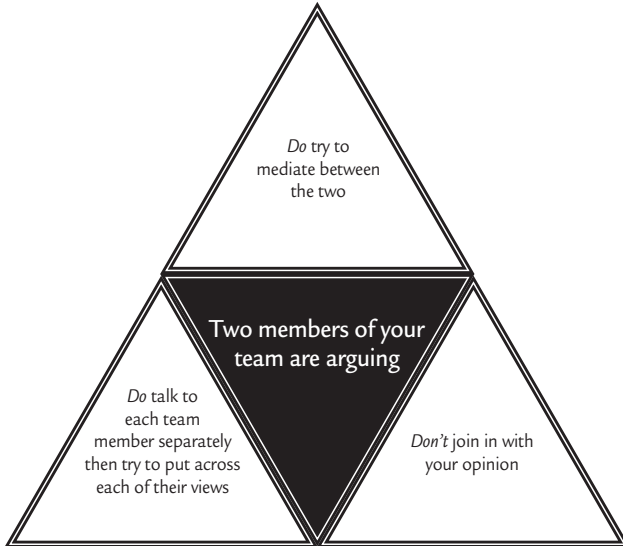 Do try to
mediate between
the two
Two members of your
team are arguing
Do talk to
each team
member separately
then try to put across
each of their views
Don't join in with
your opinion